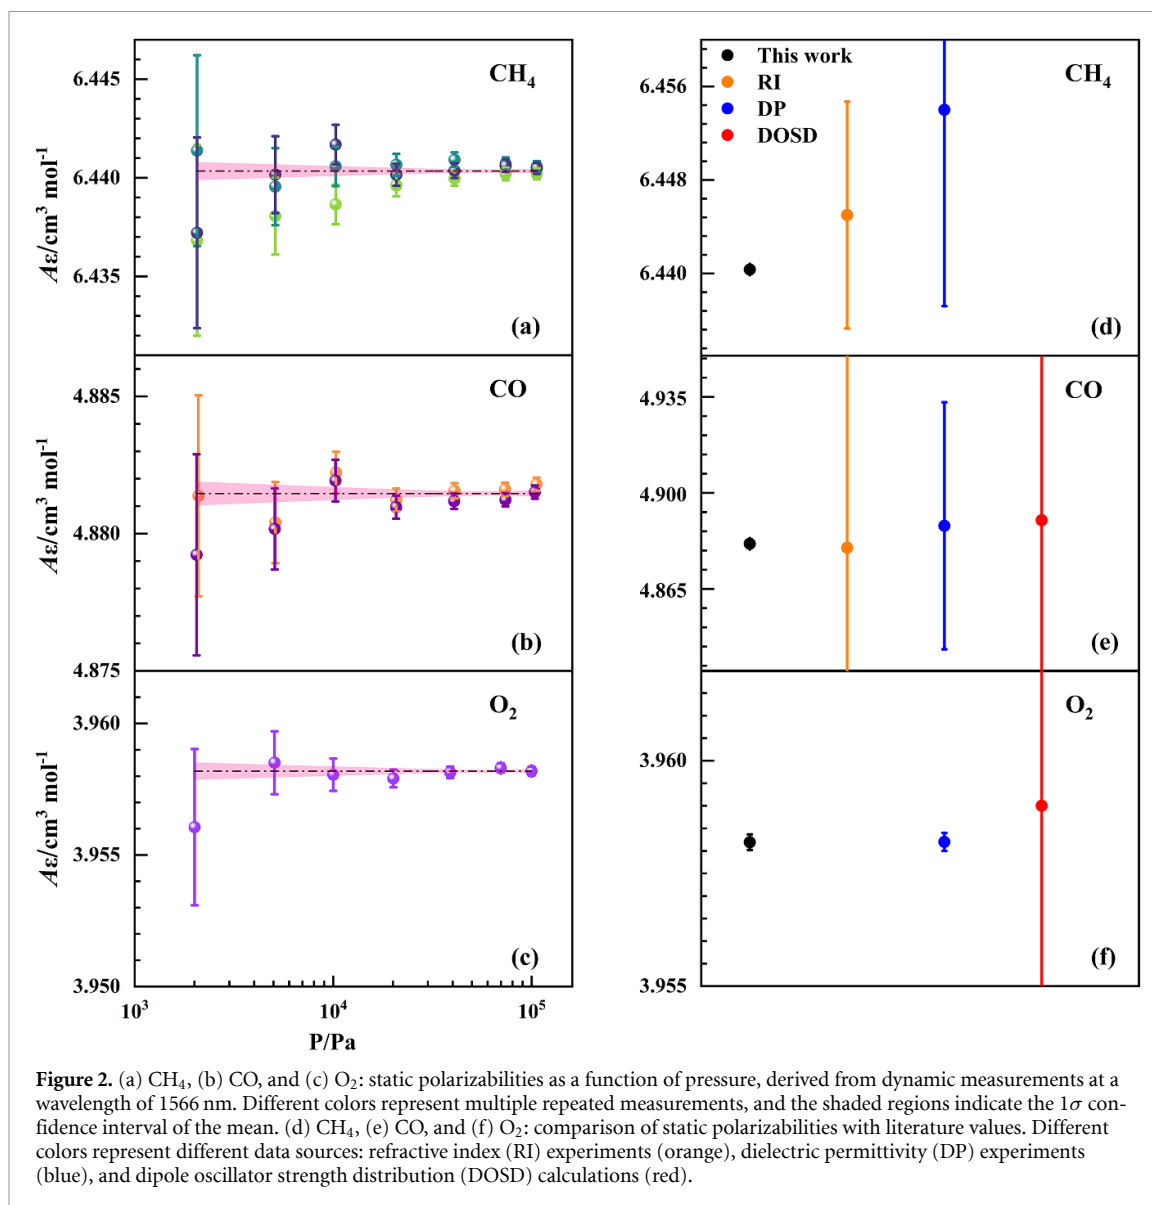 CH4
6.445
6.440
6.435
Aε/cm3 mol-1
(a)
CO
4.885
4.880
4.875
Aε/cm3 mol-1
(b)
O2
3.960
3.955
3.950
Aε/cm3 mol-1
(c)
103
104
105
P/Pa
This work
RI
DP
DOSD
CH4
6.456
6.448
6.440
(d)
CO
4.935
4.900
4.865
(e)
O2
3.960
3.955
(f)
Figure 2. (a) CH4, (b) CO, and (c) O2: static polarizabilities as a function of pressure, derived from dynamic measurements at a
wavelength of 1566 nm. Different colors represent multiple repeated measurements, and the shaded regions indicate the 1σ con-
fidence interval of the mean. (d) CH4, (e) CO, and (f) O2: comparison of static polarizabilities with literature values. Different
colors represent different data sources: refractive index (RI) experiments (orange), dielectric permittivity (DP) experiments
(blue), and dipole oscillator strength distribution (DOSD) calculations (red).